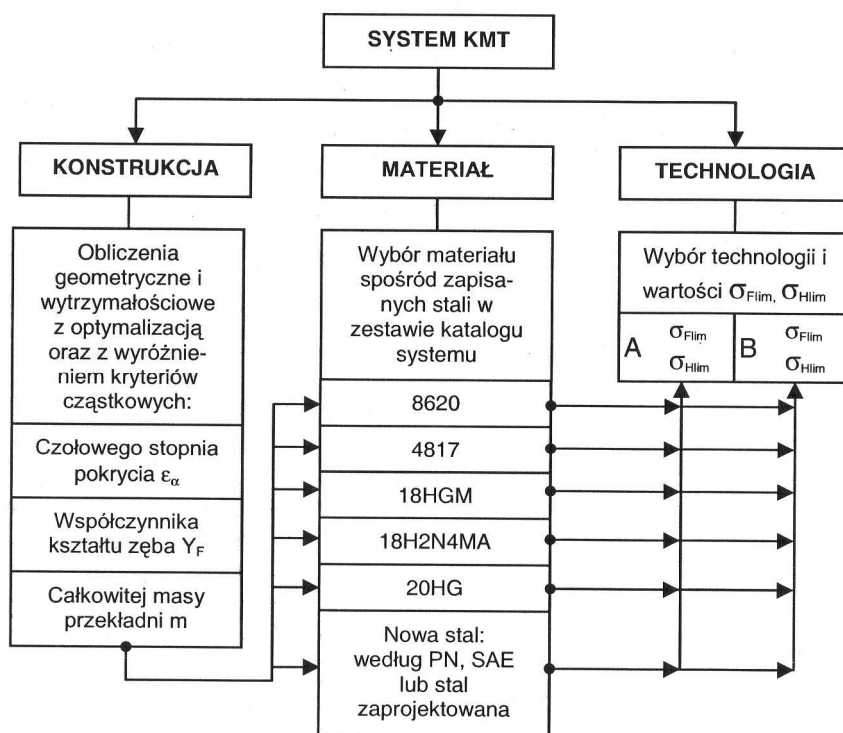 SYSTEM KMT
KONSTRUKCJA
Obliczenia
geometryczne i
wytrzymałościowe
z optymalizacją
oraz z wyróżnie-
niem kryteriów
cząstkowych:
Czołowego stopnia
pokrycia εα
Współczynnika
kształtu zęba YF
Całkowitej masy
przekładni m
MATERIAŁ
Wybór materiału
spośród zapisa-
nych stali w
zestawie katalogu
systemu
8620
4817
18HGM
18H2N4MA
20HG
Nowa stal:
według PN, SAE
lub stal
zaprojektowana
TECHNOLOGIA
Wybór technologii i
wartości σFlim, σHlim
A σFlim
σHlim
B σFlim
σHlim